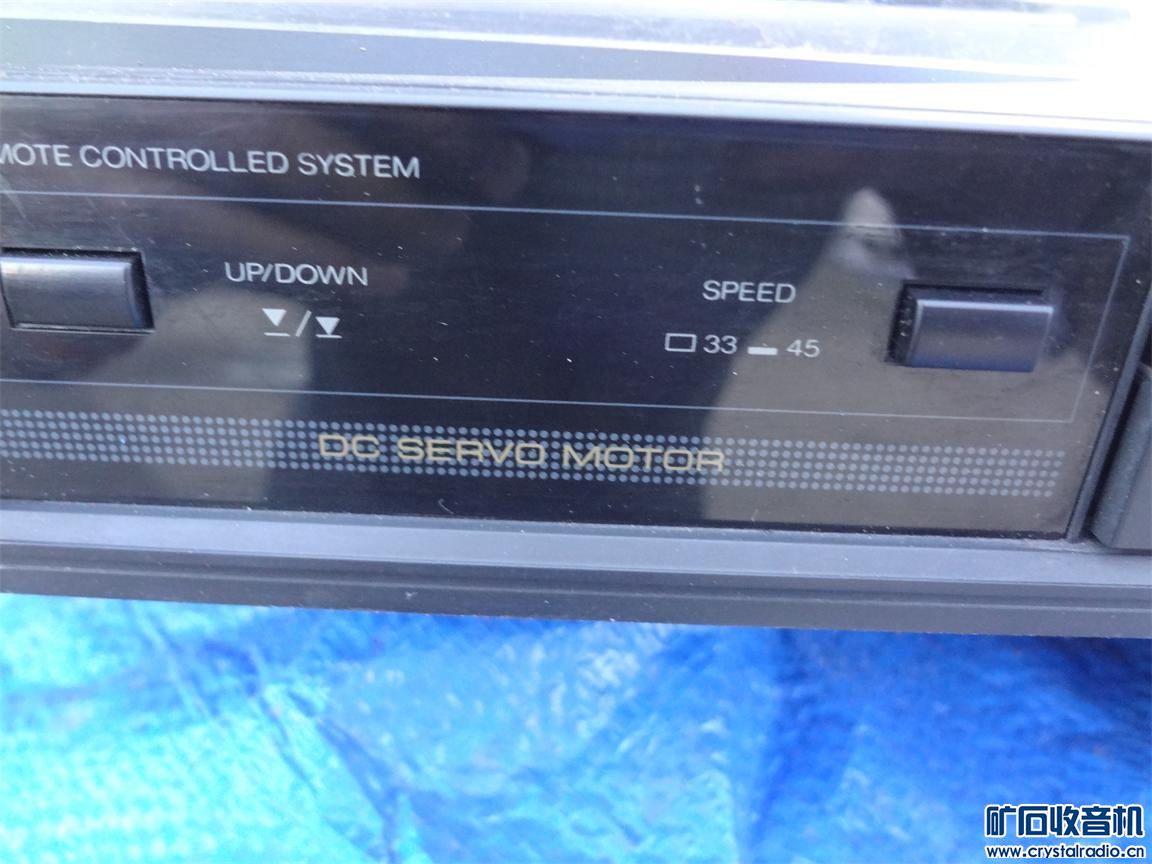 MOTE CONTROLLED SYSTEM
UP/DOWN
SPEED
33 45
DC SERVO MOTOR
矿石收音机
www.crystalradio.cn